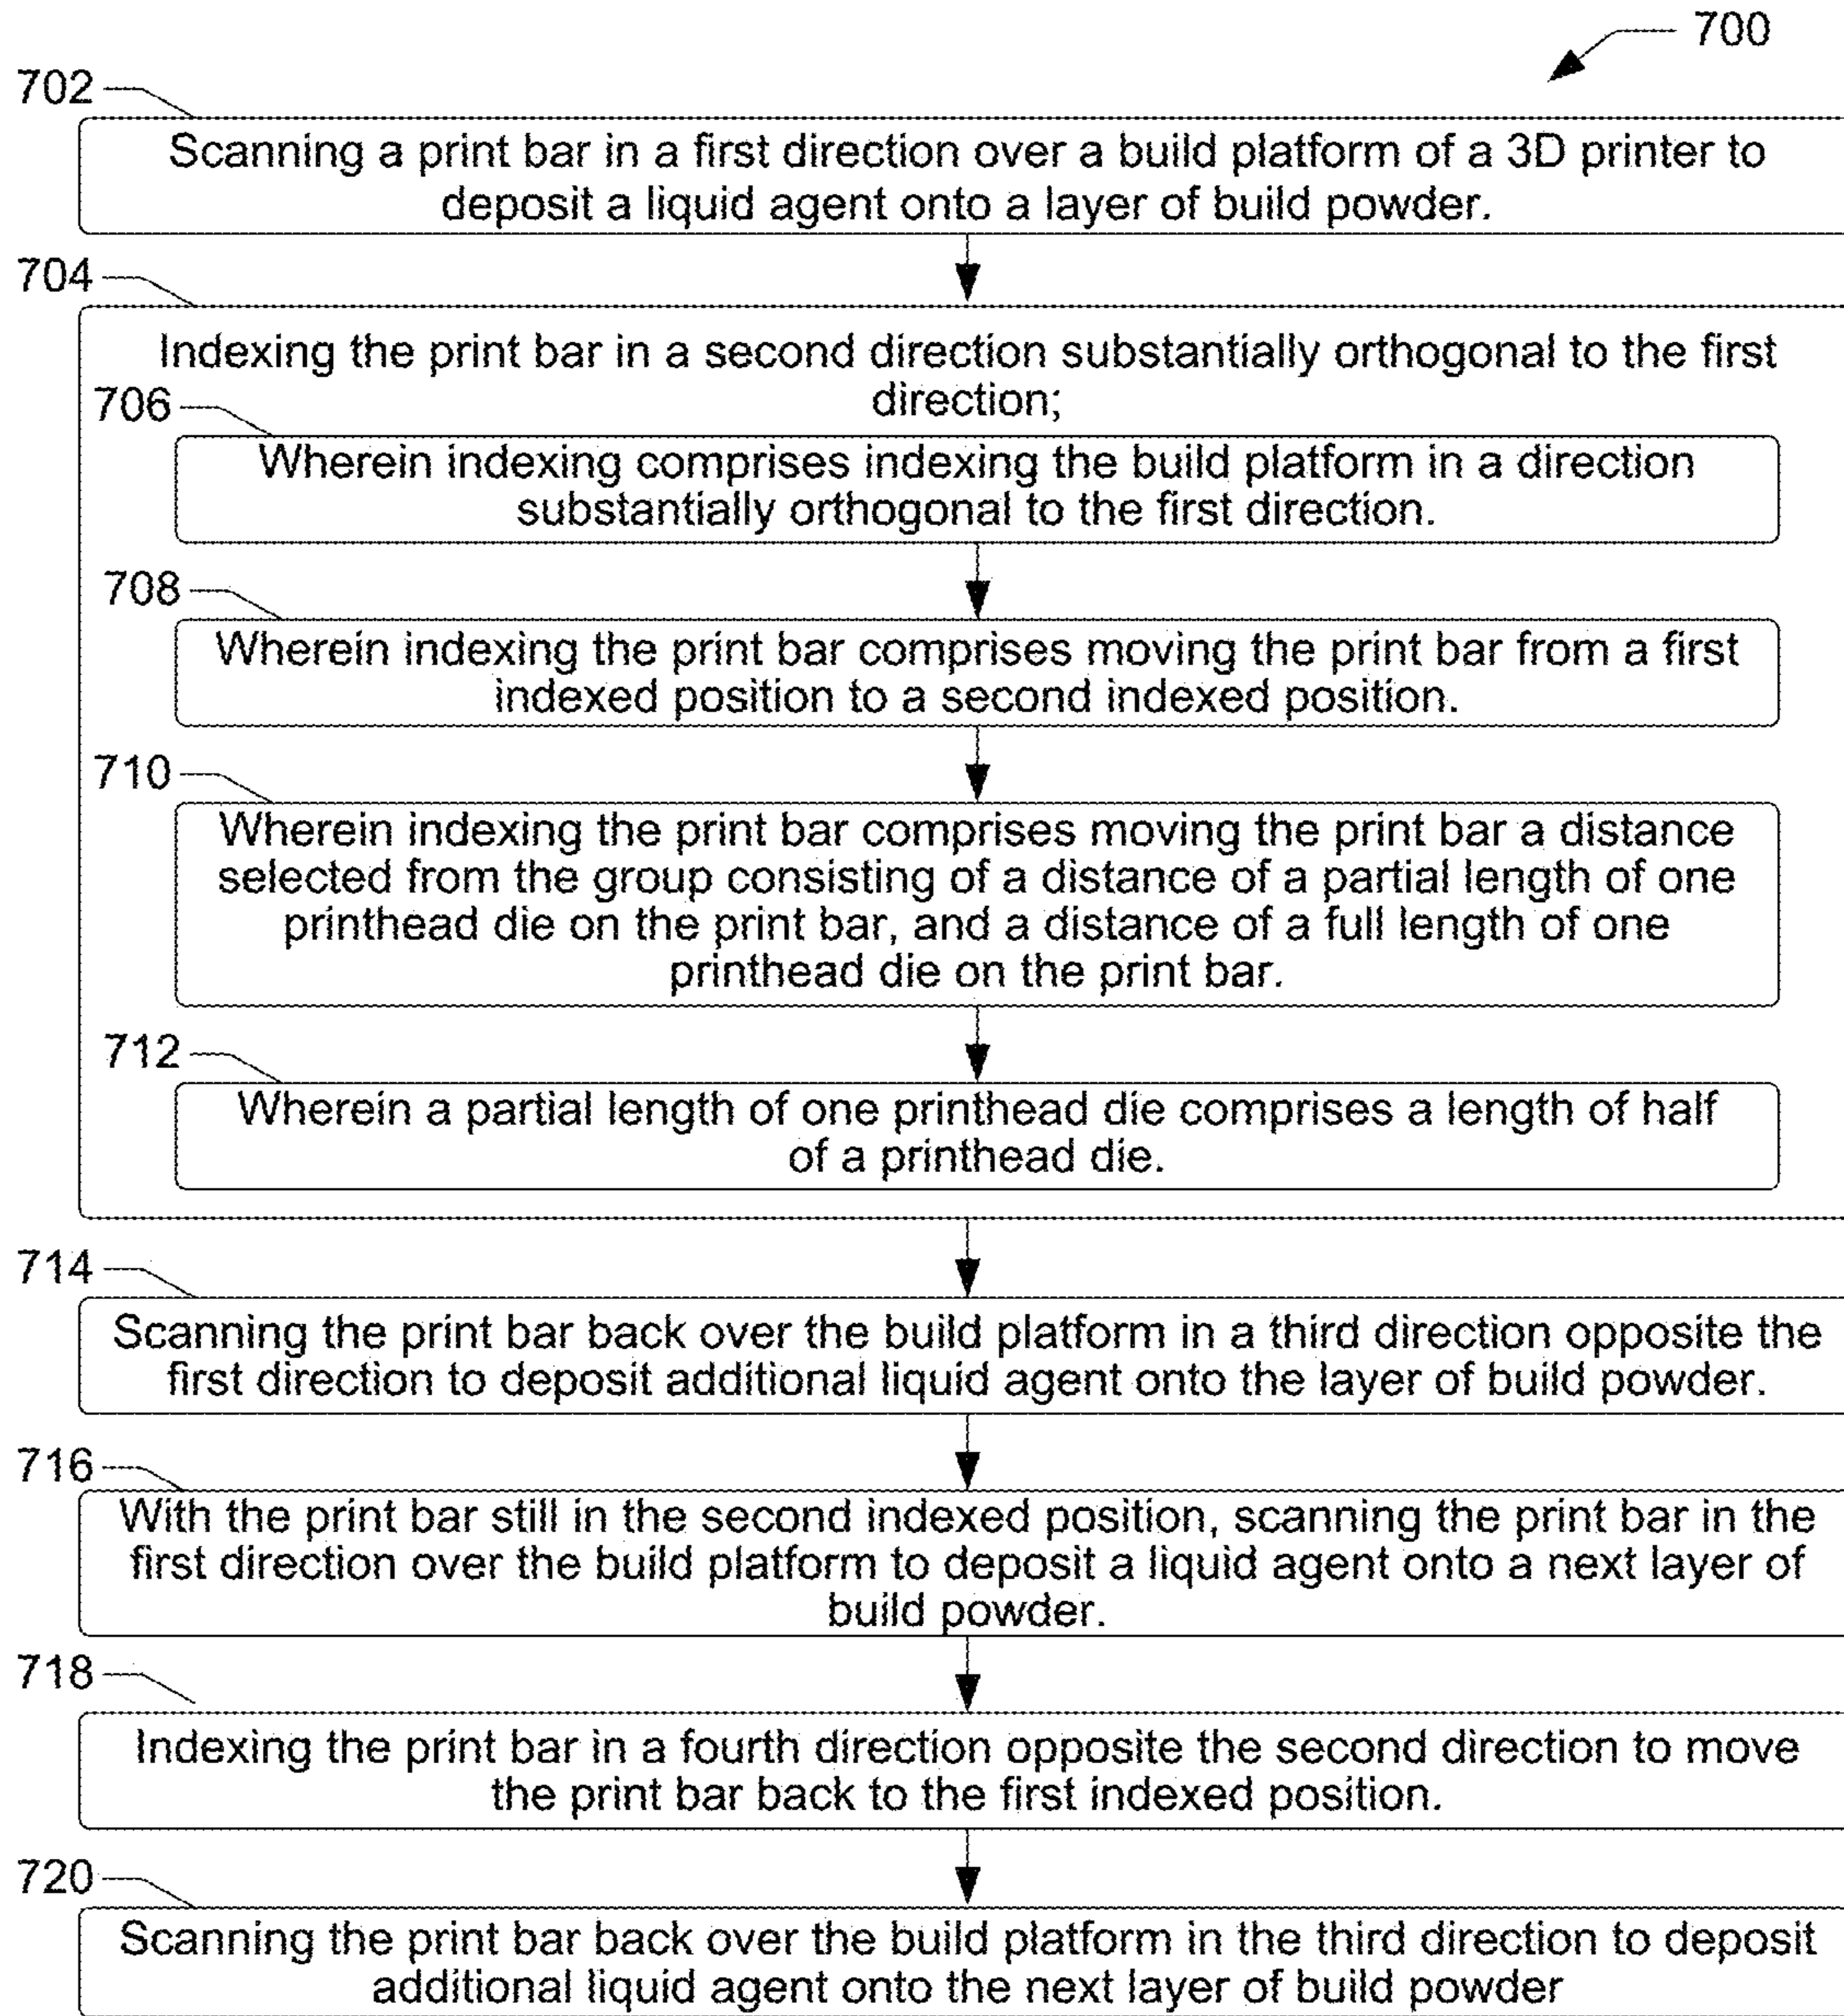 700
702
Scanning a print bar in a first direction over a build platform of a 3D printer to
deposit a liquid agent onto a layer of build powder.
704
Indexing the print bar in a second direction substantially orthogonal to the first
direction;
706
Wherein indexing comprises indexing the build platform in a direction
substantially orthogonal to the first direction.
708
Wherein indexing the print bar comprises moving the print bar from a first
indexed position to a second indexed position.
710
Wherein indexing the print bar comprises moving the print bar a distance
selected from the group consisting of a distance of a partial length of one
printhead die on the print bar, and a distance of a full length of one
printhead die on the print bar.
712
Wherein a partial length of one printhead die comprises a length of half
of a printhead die.
714
Scanning the print bar back over the build platform in a third direction opposite the
first direction to deposit additional liquid agent onto the layer of build powder.
716
With the print bar still in the second indexed position, scanning the print bar in the
first direction over the build platform to deposit a liquid agent onto a next layer of
build powder.
718
Indexing the print bar in a fourth direction opposite the second direction to move
the print bar back to the first indexed position.
720
Scanning the print bar back over the build platform in the third direction to deposit
additional liquid agent onto the next layer of build powder